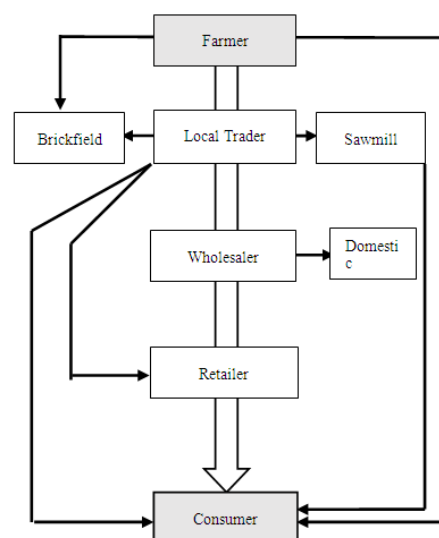 Farmer
Brickfield
Local Trader
Sawmill
Wholesaler
Domesti
c
Retailer
Consumer